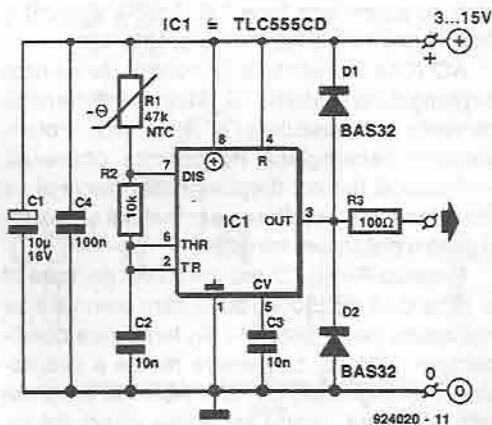 IC1 = TLC555CD
3...15V
+
+
D1
BAS32
R1
47k
NTC
-Θ
8
4
R
7
DIS
R2
10k
IC1
OUT
3
R3
100Ω
C1
10µ
16V
C4
100n
6
THR
2
TR
CV
1
5
C2
10n
C3
10n
D2
BAS32
0
0
924020 - 11